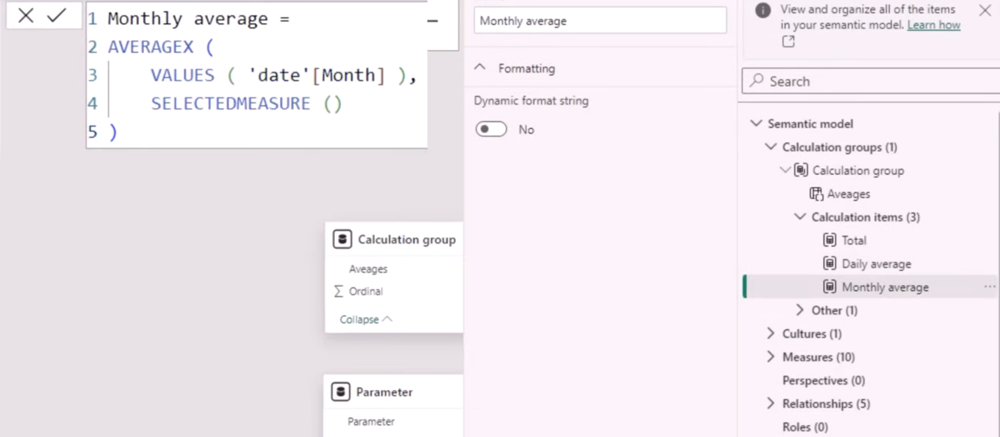 1 Monthly average =
2 AVERAGEX (
3 VALUES ( 'date'[Month] ),
4 SELECTEDMEASURE ()
5 )
Calculation group
Aveages
Ordinal
Collapse
Parameter
Parameter
Monthly average
Formatting
Dynamic format string
No
View and organize all of the items
in your semantic model. Learn how
Search
Semantic model
Calculation groups (1)
Calculation group
Aveages
Calculation items (3)
Total
Daily average
Monthly average
Other (1)
Cultures (1)
Measures (10)
Perspectives (0)
Relationships (5)
Roles (0)